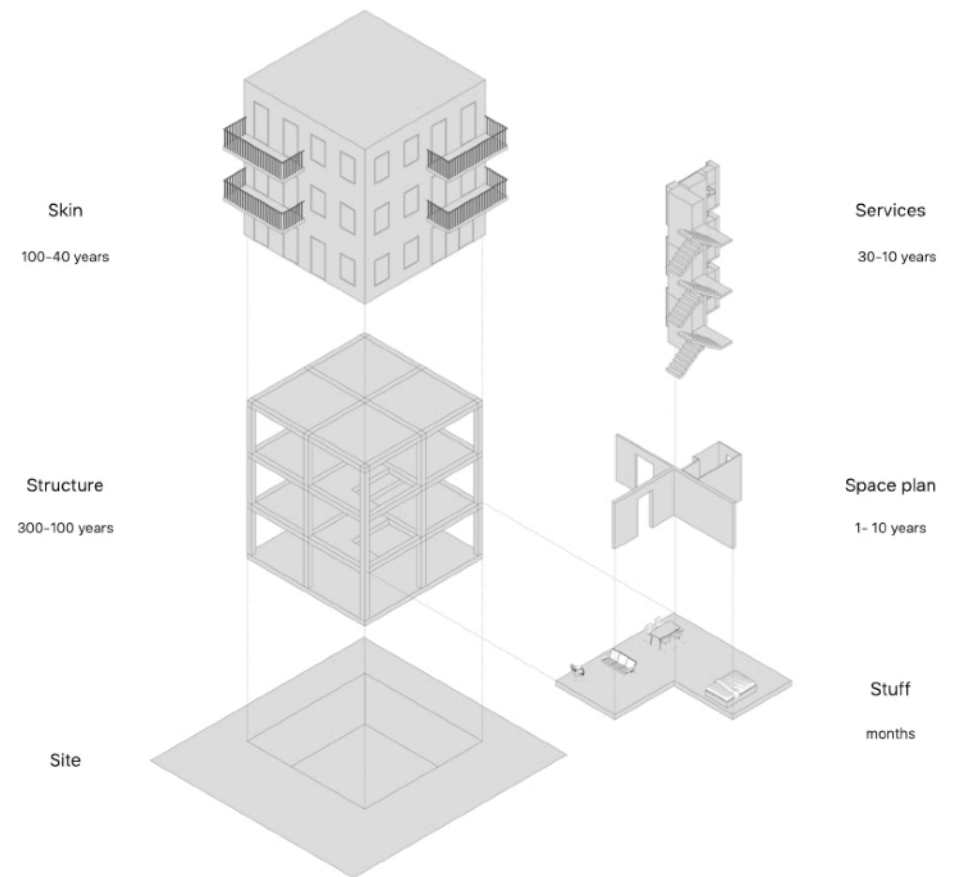 Skin
100-40 years
Services
30-10 years
Structure
300-100 years
Space plan
1- 10 years
Stuff
months
Site